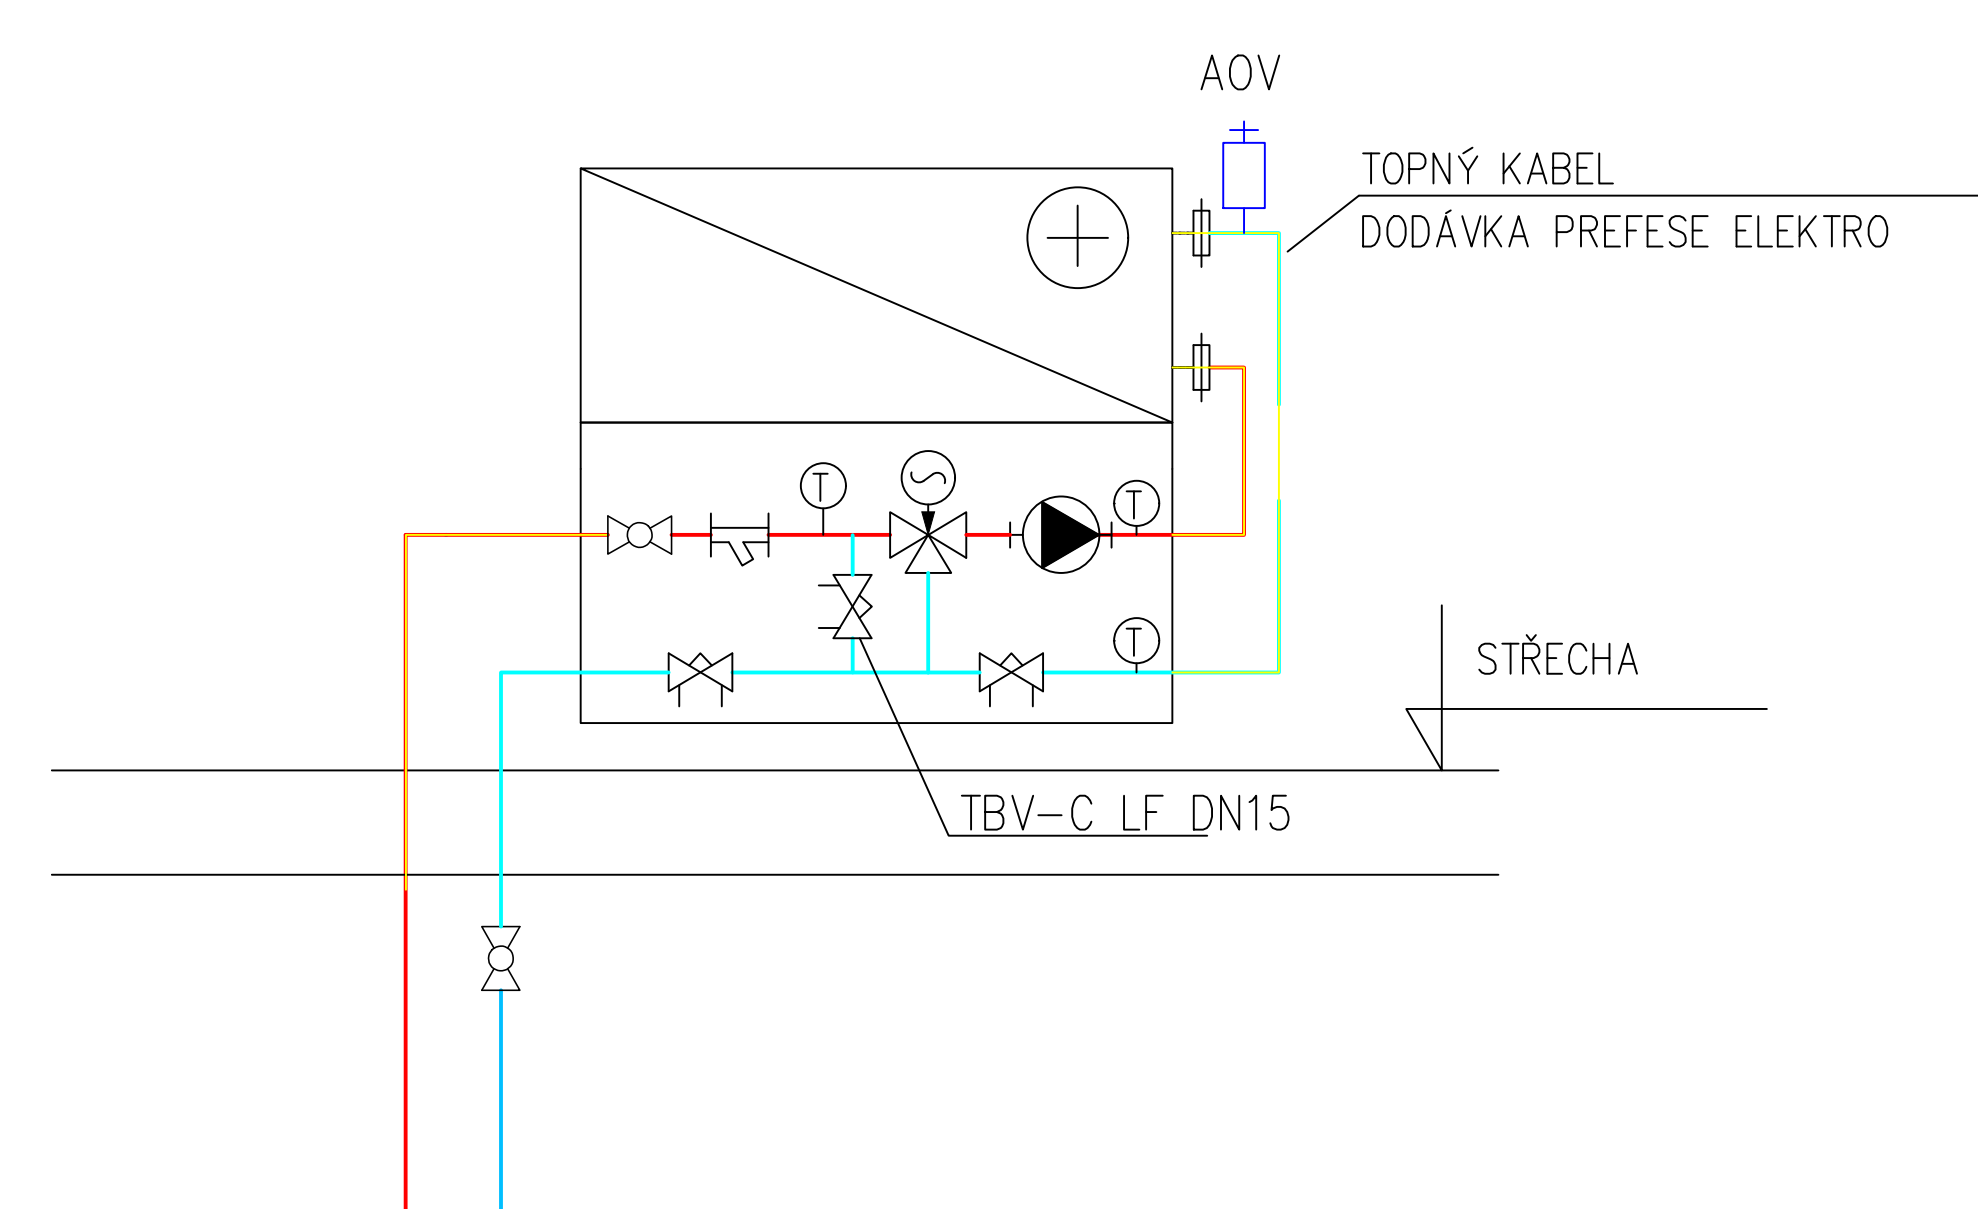 AOV
TOPNÝ KABEL
DODÁVKA PREFESE ELEKTRO
T
T
T
STŘECHA
TBV-C LF DN15